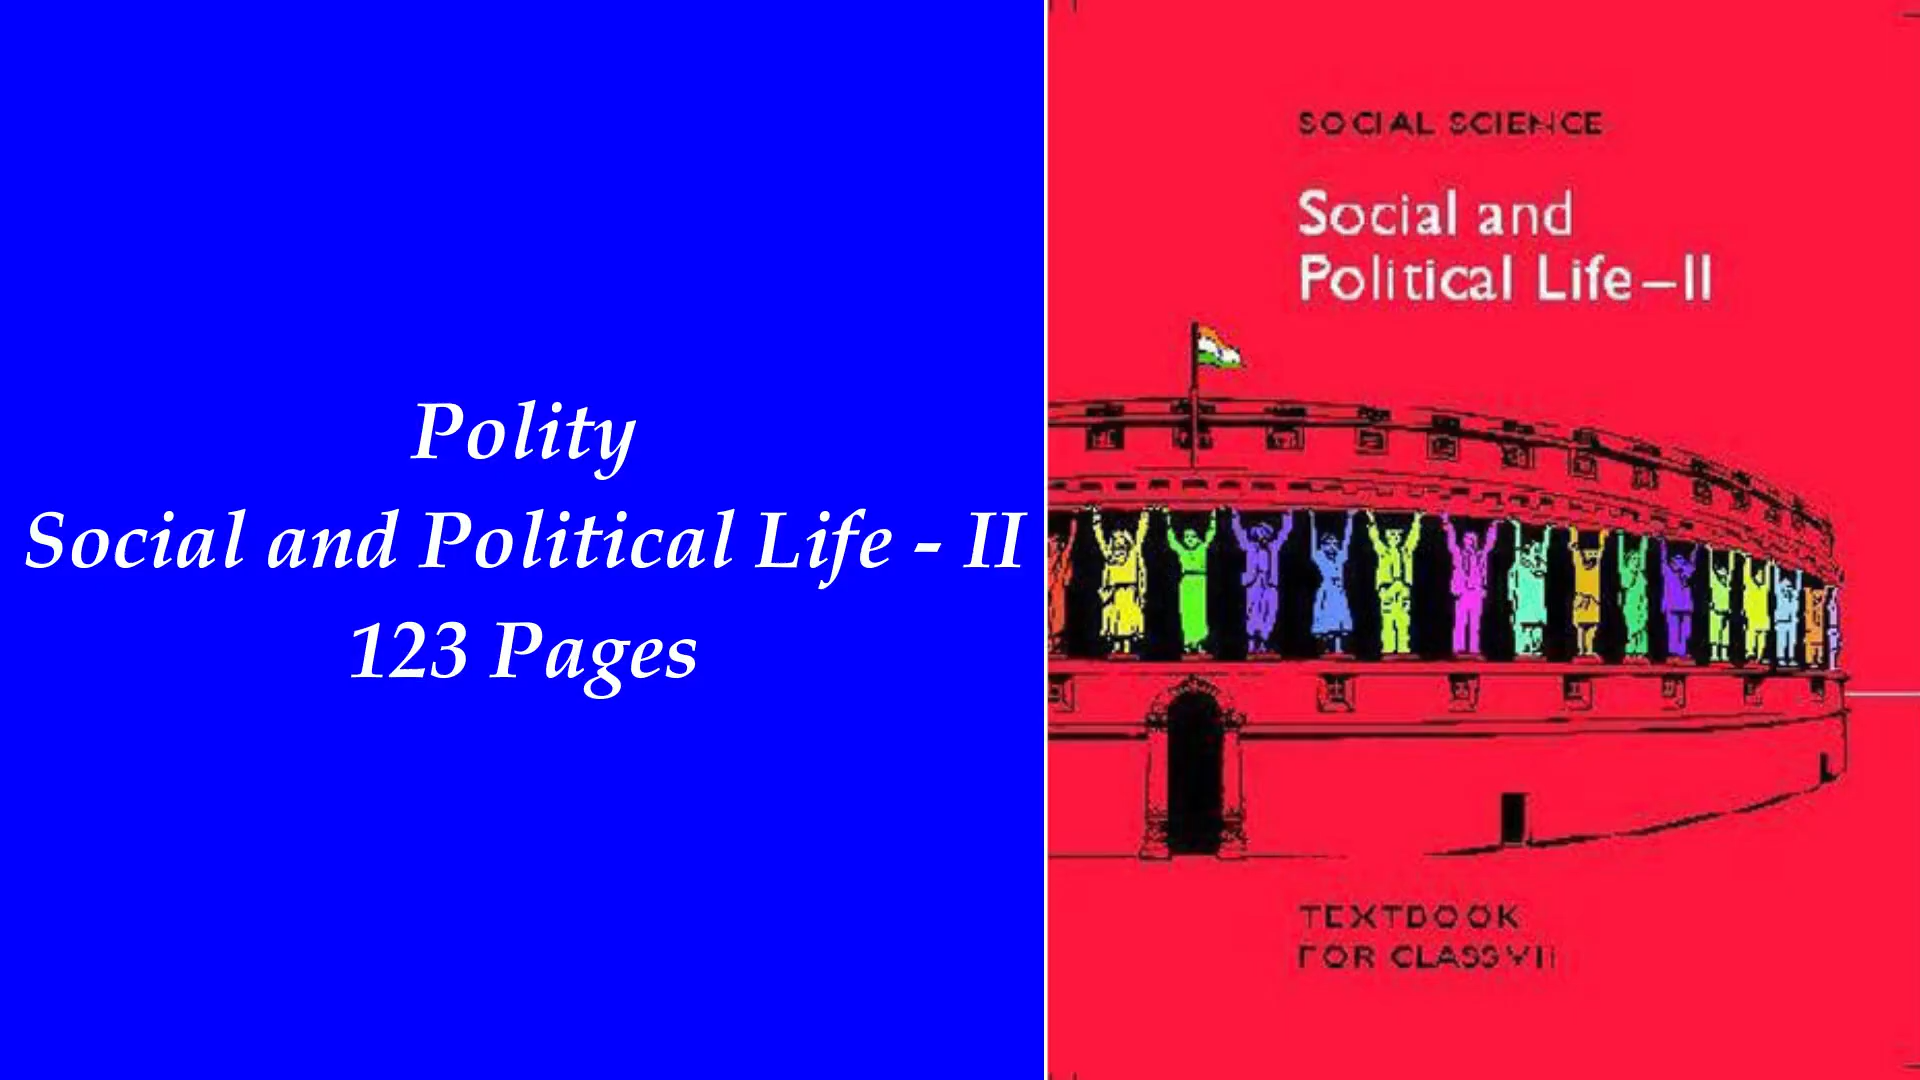 Polity
Social and Political Life - II
123 Pages
SOCIAL SCIENCE
Social and
Political Life – II
TEXTBOOK
FOR CLASS VII